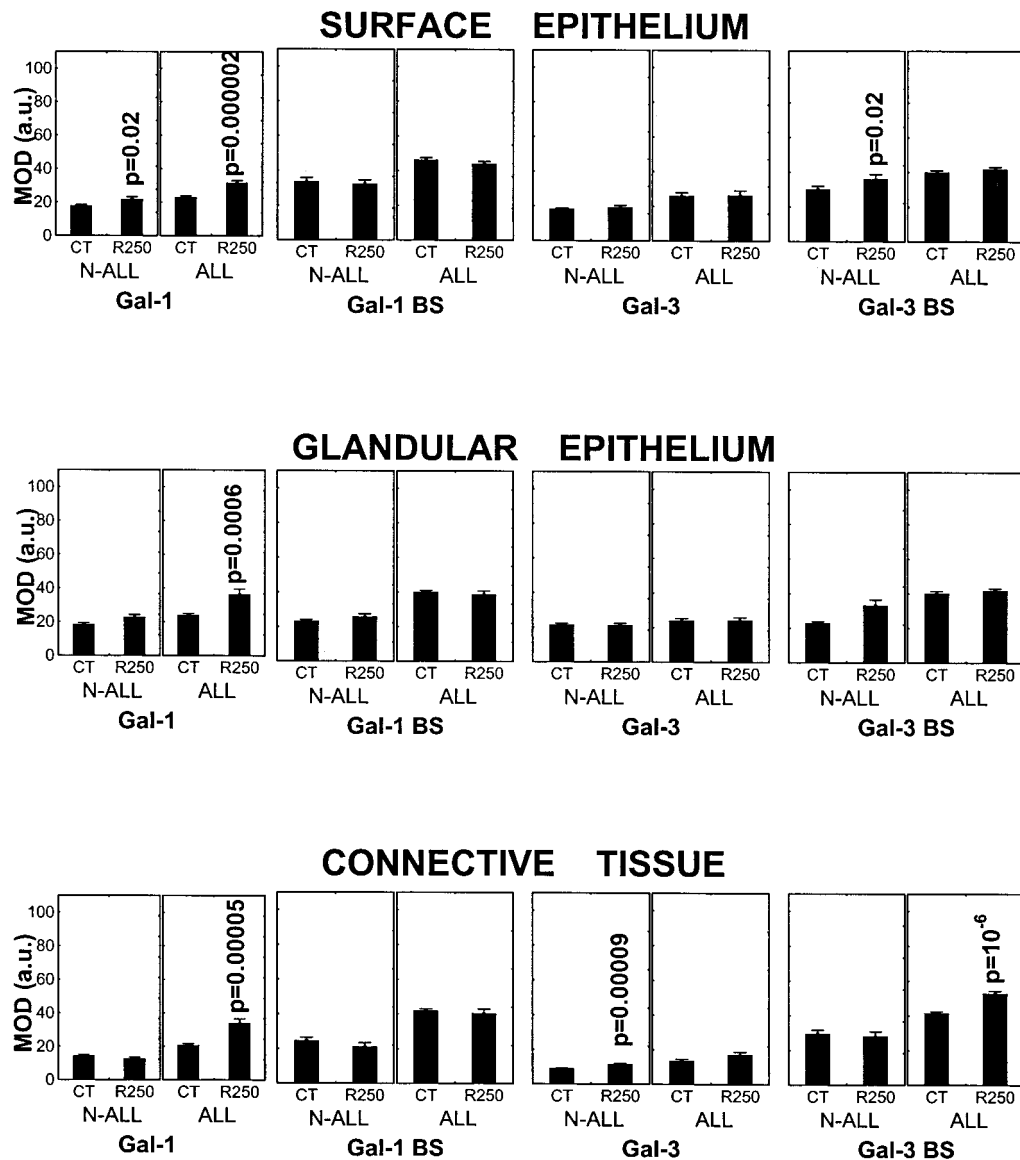 SURFACE EPITHELIUM
MOD (a.u.)
100
80
60
40
20
0
p=0.02
p=0.000002
p=0.02
CT R250 CT R250 CT R250 CT R250 CT R250 CT R250 CT R250 CT R250
N-ALL ALL N-ALL ALL N-ALL ALL N-ALL ALL
Gal-1 Gal-1 BS Gal-3 Gal-3 BS
GLANDULAR EPITHELIUM
MOD (a.u.)
100
80
60
40
20
0
p=0.0006
CT R250 CT R250 CT R250 CT R250 CT R250 CT R250 CT R250 CT R250
N-ALL ALL N-ALL ALL N-ALL ALL N-ALL ALL
Gal-1 Gal-1 BS Gal-3 Gal-3 BS
CONNECTIVE TISSUE
MOD (a.u.)
100
80
60
40
20
0
p=0.00005
p=0.00009
p=10⁻⁶
CT R250 CT R250 CT R250 CT R250 CT R250 CT R250 CT R250 CT R250
N-ALL ALL N-ALL ALL N-ALL ALL N-ALL ALL
Gal-1 Gal-1 BS Gal-3 Gal-3 BS